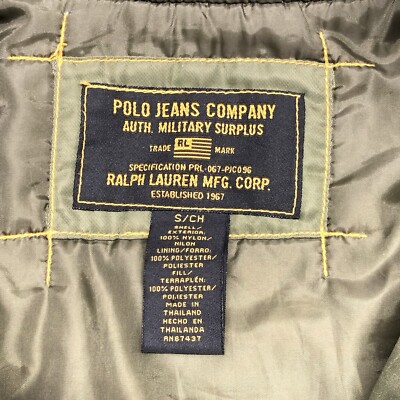 POLO JEANS COMPANY
AUTH. MILITARY SURPLUS
TRADE RL MARK
SPECIFICATION PRL-067-PJC096
RALPH LAUREN MFG. CORP.
ESTABLISHED 1967
S/CH
SHELL/
EXTERIOR:
100% NYLON/
NILON
LINING/FORRO:
100% POLYESTER/
POLIESTER
FILL/
TERRAPLÉN:
100% POLYESTER/
POLIESTER
MADE IN
THAILAND
HECHO EN
THAILANDA
RN67437